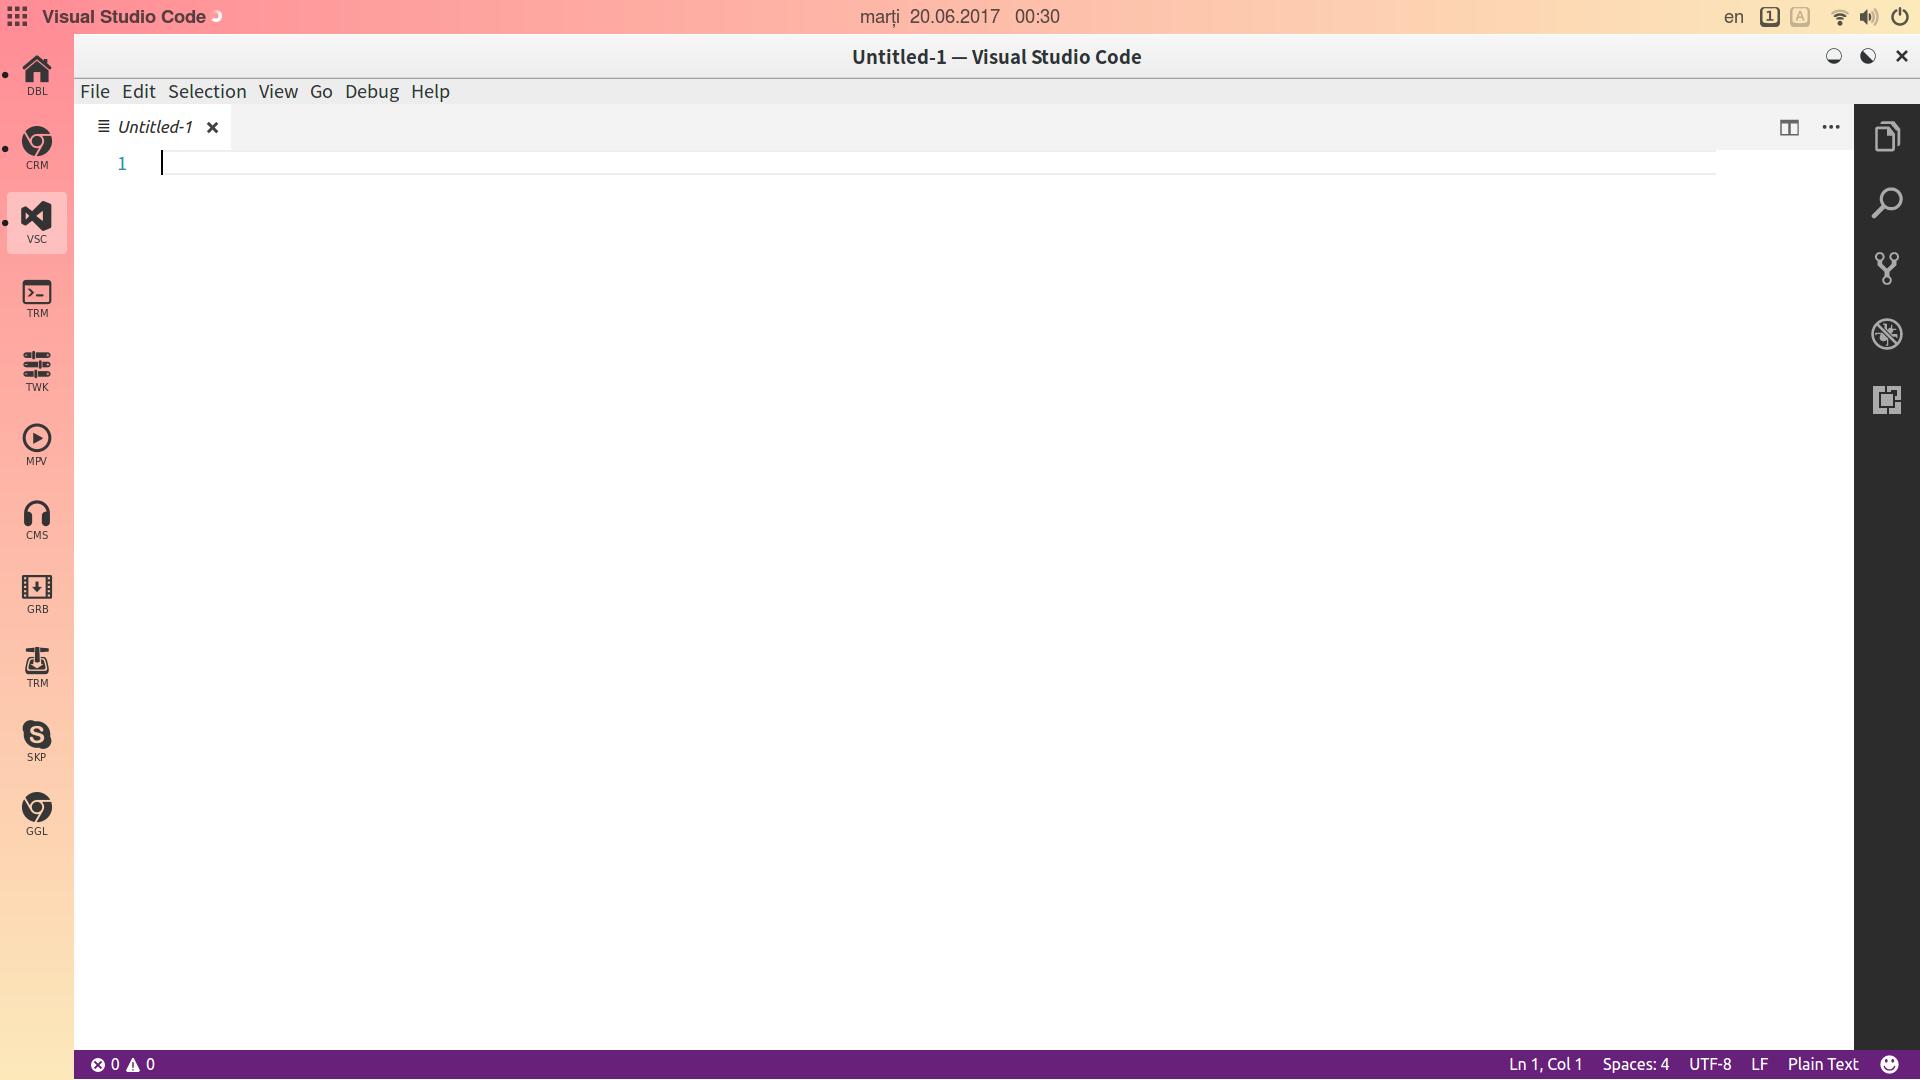 Visual Studio Code
marți 20.06.2017 00:30
en 1 A
Untitled-1 — Visual Studio Code
File Edit Selection View Go Debug Help
Untitled-1
1
DBL
CRM
VSC
TRM
TWK
MPV
CMS
GRB
TRM
SKP
GGL
0 0
Ln 1, Col 1 Spaces: 4 UTF-8 LF Plain Text